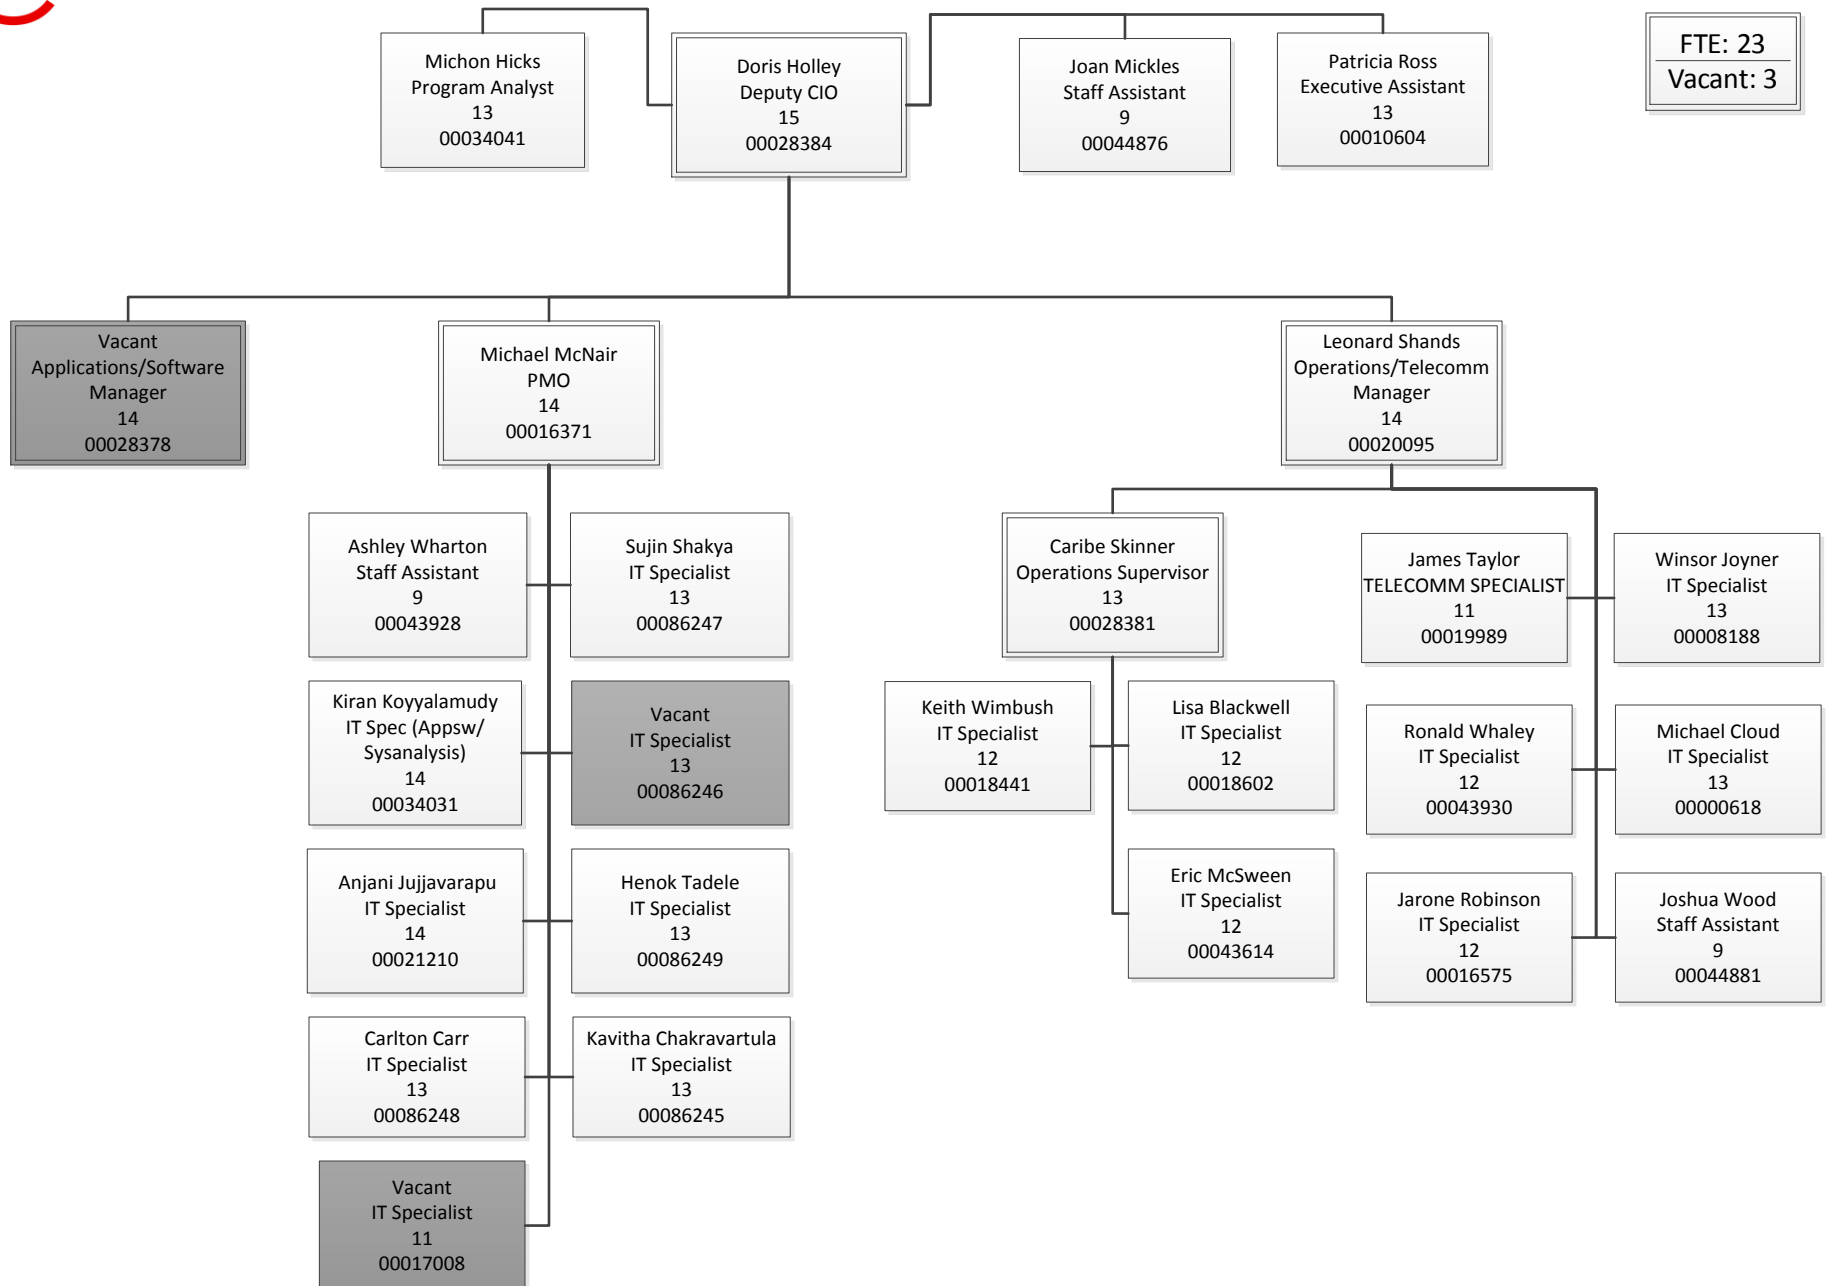 Michon Hicks
Program Analyst
13
00034041
Doris Holley
Deputy CIO
15
00028384
Joan Mickles
Staff Assistant
9
00044876
Patricia Ross
Executive Assistant
13
00010604
FTE: 23
Vacant: 3
Vacant
Applications/Software
Manager
14
00028378
Michael McNair
PMO
14
00016371
Leonard Shands
Operations/Telecomm
Manager
14
00020095
Ashley Wharton
Staff Assistant
9
00043928
Sujin Shakya
IT Specialist
13
00086247
Kiran Koyyalamudy
IT Spec (Appsw/
Sysanalysis)
14
00034031
Vacant
IT Specialist
13
00086246
Anjani Jujjavarapu
IT Specialist
14
00021210
Henok Tadele
IT Specialist
13
00086249
Carlton Carr
IT Specialist
13
00086248
Kavitha Chakravartula
IT Specialist
13
00086245
Vacant
IT Specialist
11
00017008
Caribe Skinner
Operations Supervisor
13
00028381
Keith Wimbush
IT Specialist
12
00018441
Lisa Blackwell
IT Specialist
12
00018602
Eric McSween
IT Specialist
12
00043614
James Taylor
TELECOMM SPECIALIST
11
00019989
Winsor Joyner
IT Specialist
13
00008188
Ronald Whaley
IT Specialist
12
00043930
Michael Cloud
IT Specialist
13
00000618
Jarone Robinson
IT Specialist
12
00016575
Joshua Wood
Staff Assistant
9
00044881